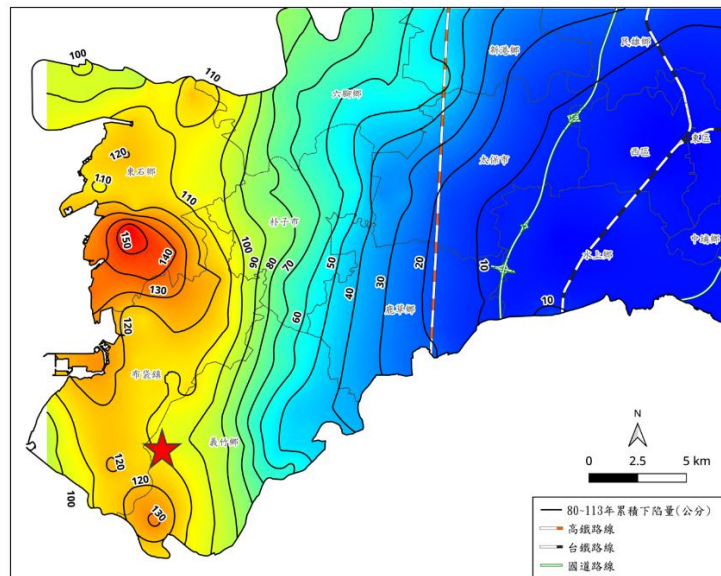 100
110
新港鄉
民雄鄉
六腳鄉
120
東石鄉
110
太保市
西區
東區
110
朴子市
100
90
80
70
50
150
140
130
60
40
30
20
10
水上鄉
中埔鄉
鹿草鄉
10
120
布袋鎮
義竹鄉
120
120
100
130
N
0 2.5 5 km
80~113年累積下陷量(公分)
高鐵路線
台鐵路線
國道路線